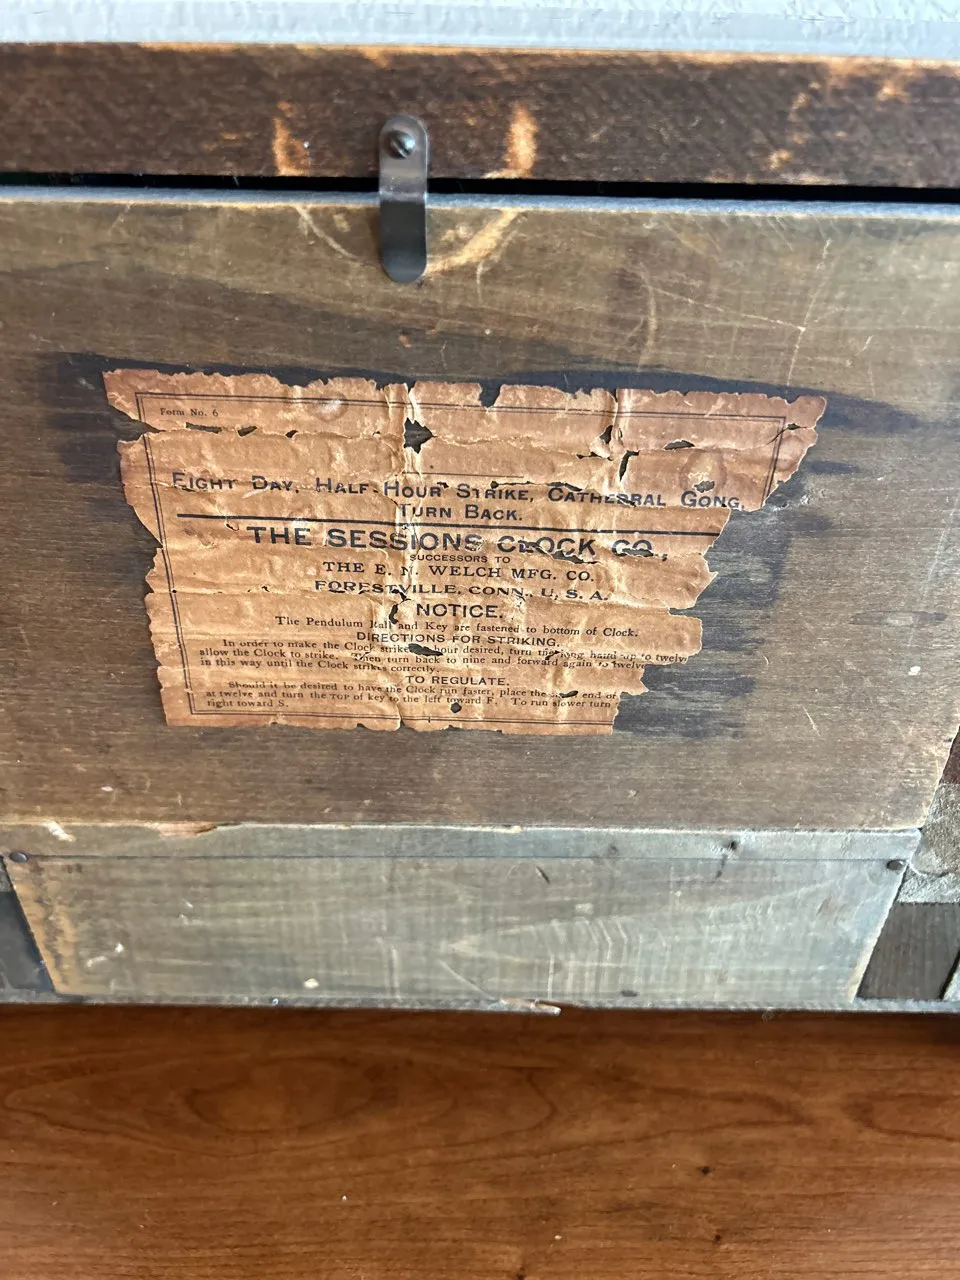 Form No. 6
EIGHT DAY, HALF-HOUR STRIKE, CATHEDRAL GONG,
TURN BACK.
THE SESSIONS CLOCK CO.,
SUCCESSORS TO
THE E. N. WELCH MFG. CO.
FORESTVILLE, CONN., U. S. A.
NOTICE.
The Pendulum Ball and Key are fastened to bottom of Clock.
DIRECTIONS FOR STRIKING.
In order to make the Clock strike hour desired, turn the long hand up to twelve
allow the Clock to strike. Then turn back to nine and forward again to twelve
in this way until the Clock strikes correctly.
TO REGULATE.
Should it be desired to have the Clock run faster, place the end of
at twelve and turn the TOP of key to the left toward F. To run slower turn
right toward S.